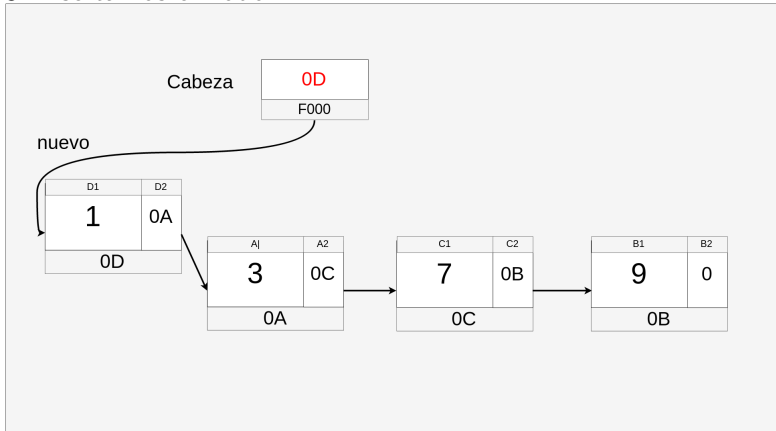 Cabeza
0D
F000
nuevo
D1 D2
1 0A
0D
A| A2
3 0C
0A
C1 C2
7 0B
0C
B1 B2
9 0
0B